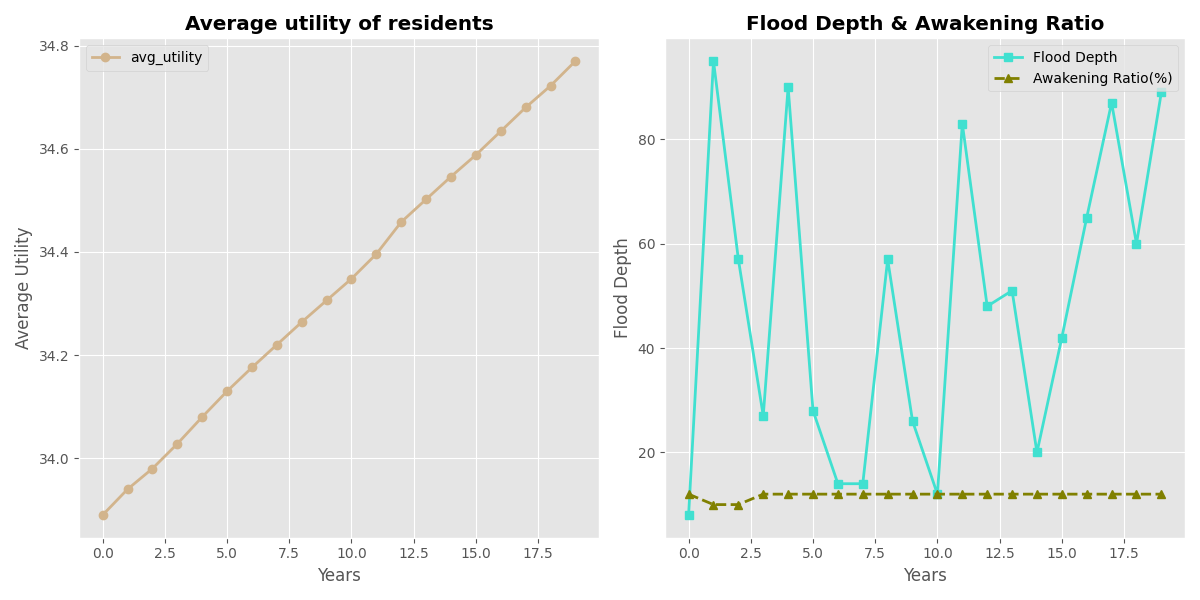 Average utility of residents
avg_utility
34.8
34.6
34.4
34.2
34.0
Average Utility
0.0 2.5 5.0 7.5 10.0 12.5 15.0 17.5
Years
Flood Depth & Awakening Ratio
Flood Depth
Awakening Ratio(%)
80
60
40
20
Flood Depth
0.0 2.5 5.0 7.5 10.0 12.5 15.0 17.5
Years